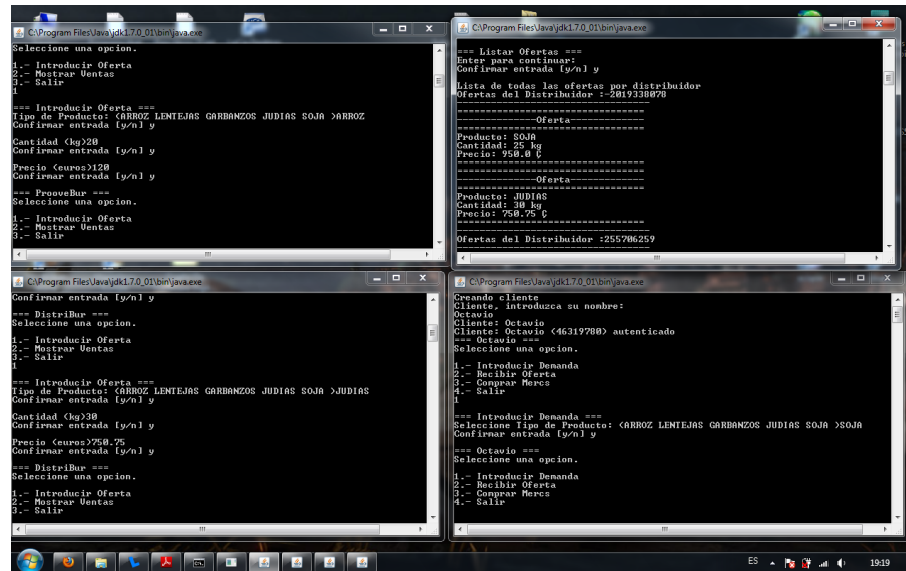 C:\Program Files\Java\jdk1.7.0_01\bin\java.exe
Seleccione una opcion.
1.- Introducir Oferta
2.- Mostrar Ventas
3.- Salir
1
=== Introducir Oferta ===
Tipo de Producto: (ARROZ LENTEJAS GARBANZOS JUDIAS SOJA )ARROZ
Confirmar entrada [y/n] y
Cantidad (kg)20
Confirmar entrada [y/n] y
Precio (euros)120
Confirmar entrada [y/n] y
=== ProoveBur ===
Seleccione una opcion.
1.- Introducir Oferta
2.- Mostrar Ventas
3.- Salir
C:\Program Files\Java\jdk1.7.0_01\bin\java.exe
=== Listar Ofertas ===
Enter para continuar:
Confirmar entrada [y/n] y
Lista de todas las ofertas por distribuidor
Ofertas del Distribuidor :-2019338078
---------------------------------
=================================
--------------Oferta-------------
=================================
Producto: SOJA
Cantidad: 25 kg
Precio: 950.0 Ç
=================================
=================================
--------------Oferta-------------
=================================
Producto: JUDIAS
Cantidad: 30 kg
Precio: 750.75 Ç
=================================
---------------------------------
Ofertas del Distribuidor :255706259
---------------------------------
C:\Program Files\Java\jdk1.7.0_01\bin\java.exe
Confirmar entrada [y/n] y
=== DistriBur ===
Seleccione una opcion.
1.- Introducir Oferta
2.- Mostrar Ventas
3.- Salir
1
=== Introducir Oferta ===
Tipo de Producto: (ARROZ LENTEJAS GARBANZOS JUDIAS SOJA )JUDIAS
Confirmar entrada [y/n] y
Cantidad (kg)30
Confirmar entrada [y/n] y
Precio (euros)750.75
Confirmar entrada [y/n] y
=== DistriBur ===
Seleccione una opcion.
1.- Introducir Oferta
2.- Mostrar Ventas
3.- Salir
C:\Program Files\Java\jdk1.7.0_01\bin\java.exe
Creando cliente
Cliente, introduzca su nombre:
Octavio
Cliente: Octavio
Cliente: Octavio (46319780) autenticado
=== Octavio ===
Seleccione una opcion.
1.- Introducir Demanda
2.- Recibir Oferta
3.- Comprar Mercs
4.- Salir
1
=== Introducir Demanda ===
Seleccione Tipo de Producto: (ARROZ LENTEJAS GARBANZOS JUDIAS SOJA )SOJA
Confirmar entrada [y/n] y
=== Octavio ===
Seleccione una opcion.
1.- Introducir Demanda
2.- Recibir Oferta
3.- Comprar Mercs
4.- Salir
ES
19:19